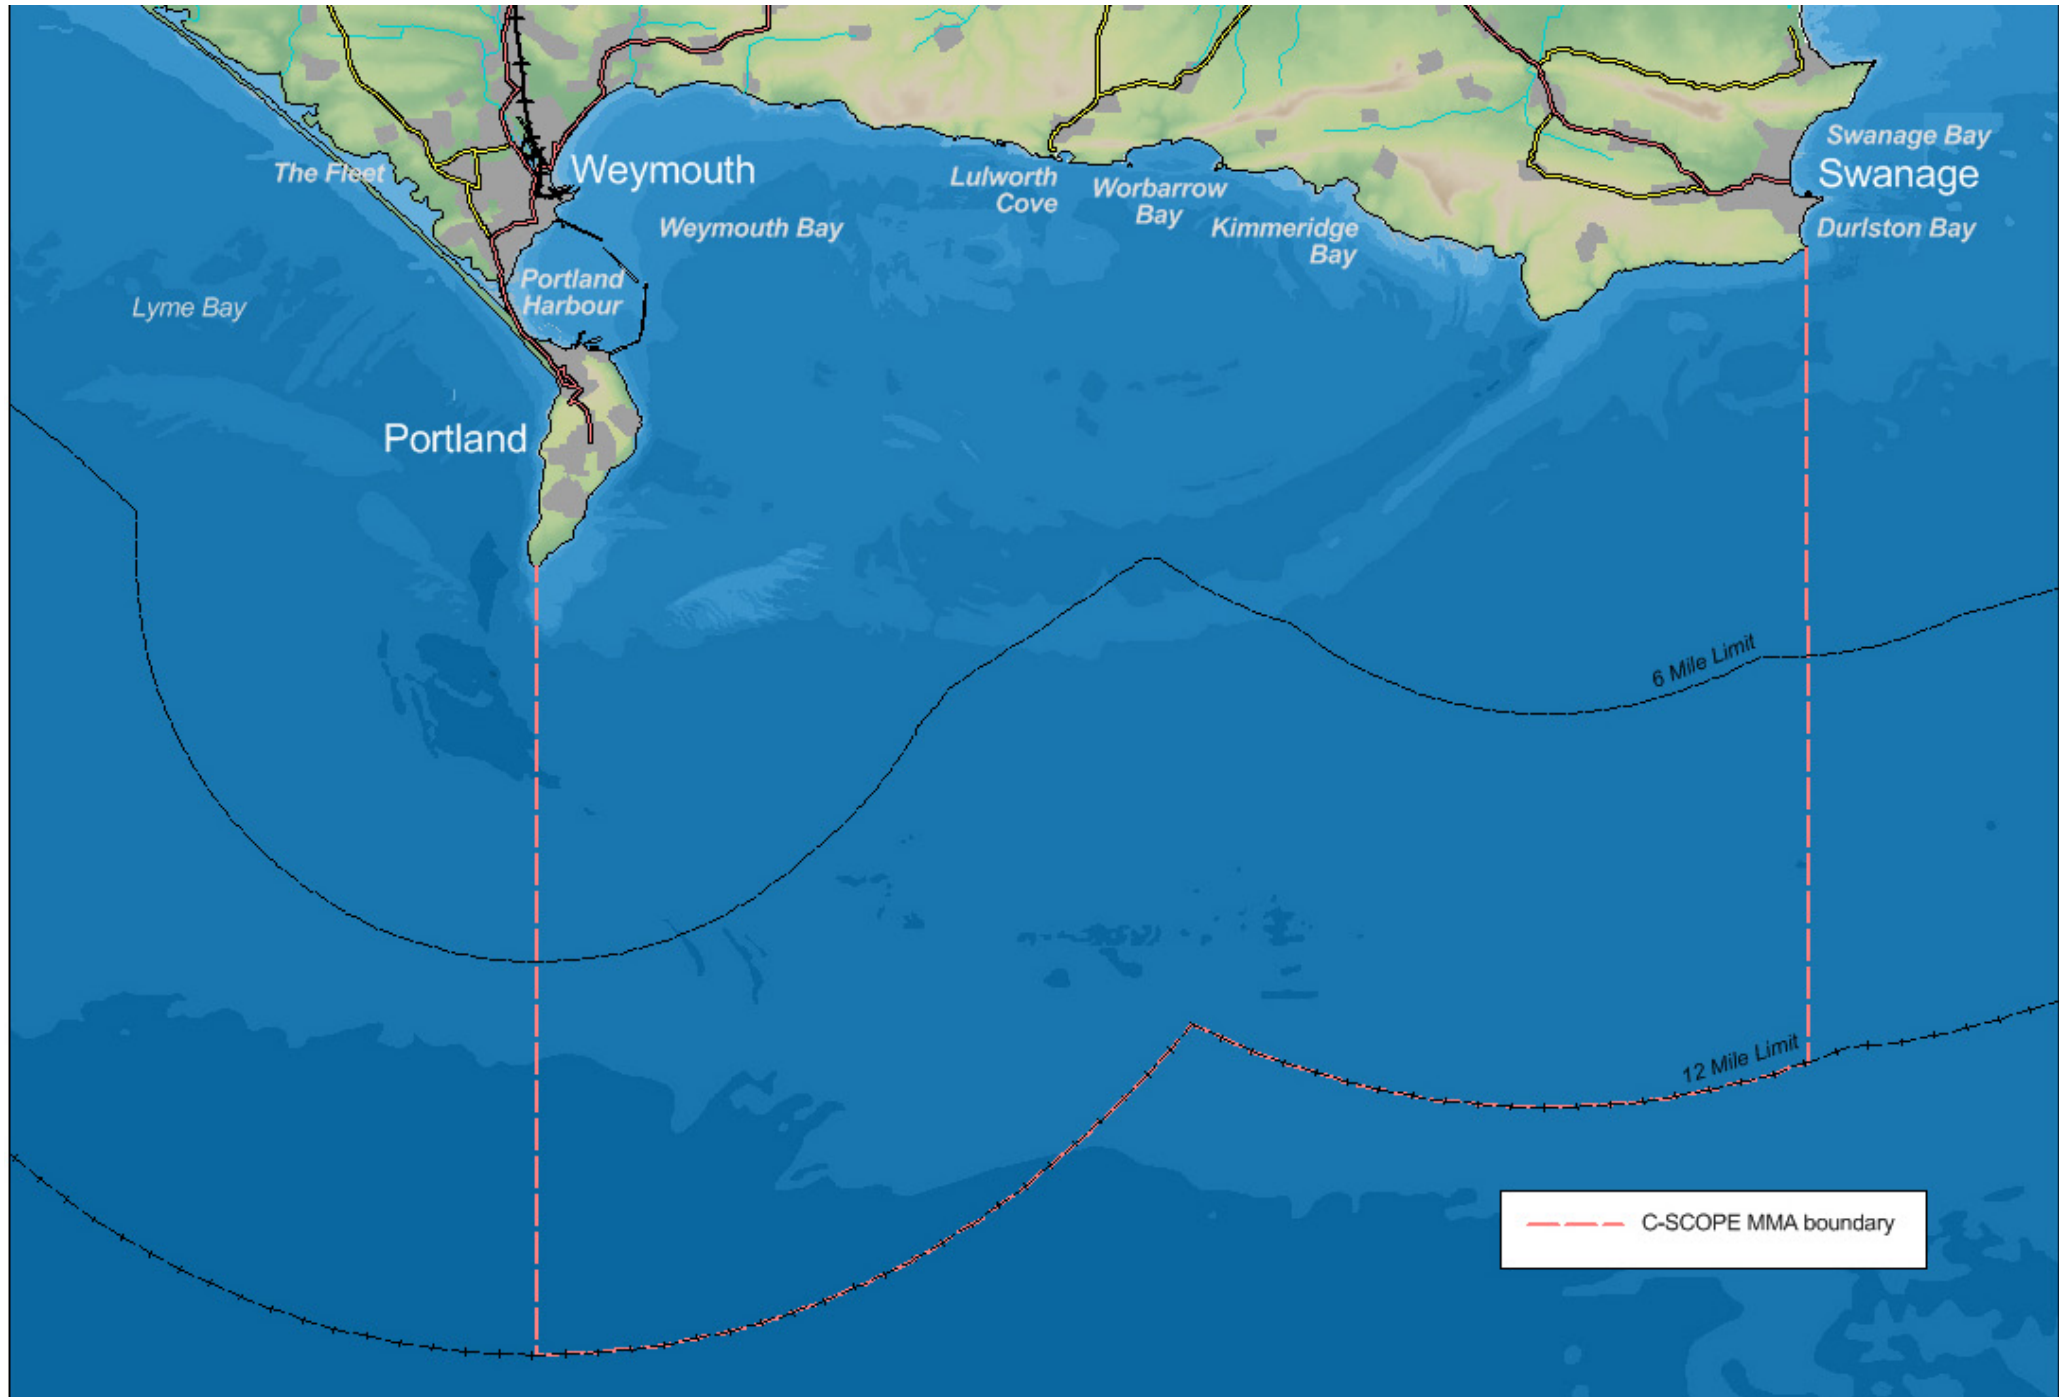 Swanage Bay
The Fleet
Weymouth
Swanage
Lulworth
Cove
Worbarrow
Bay
Weymouth Bay
Kimmeridge
Bay
Durlston Bay
Portland
Harbour
Lyme Bay
Portland
6 Mile Limit
12 Mile Limit
C-SCOPE MMA boundary